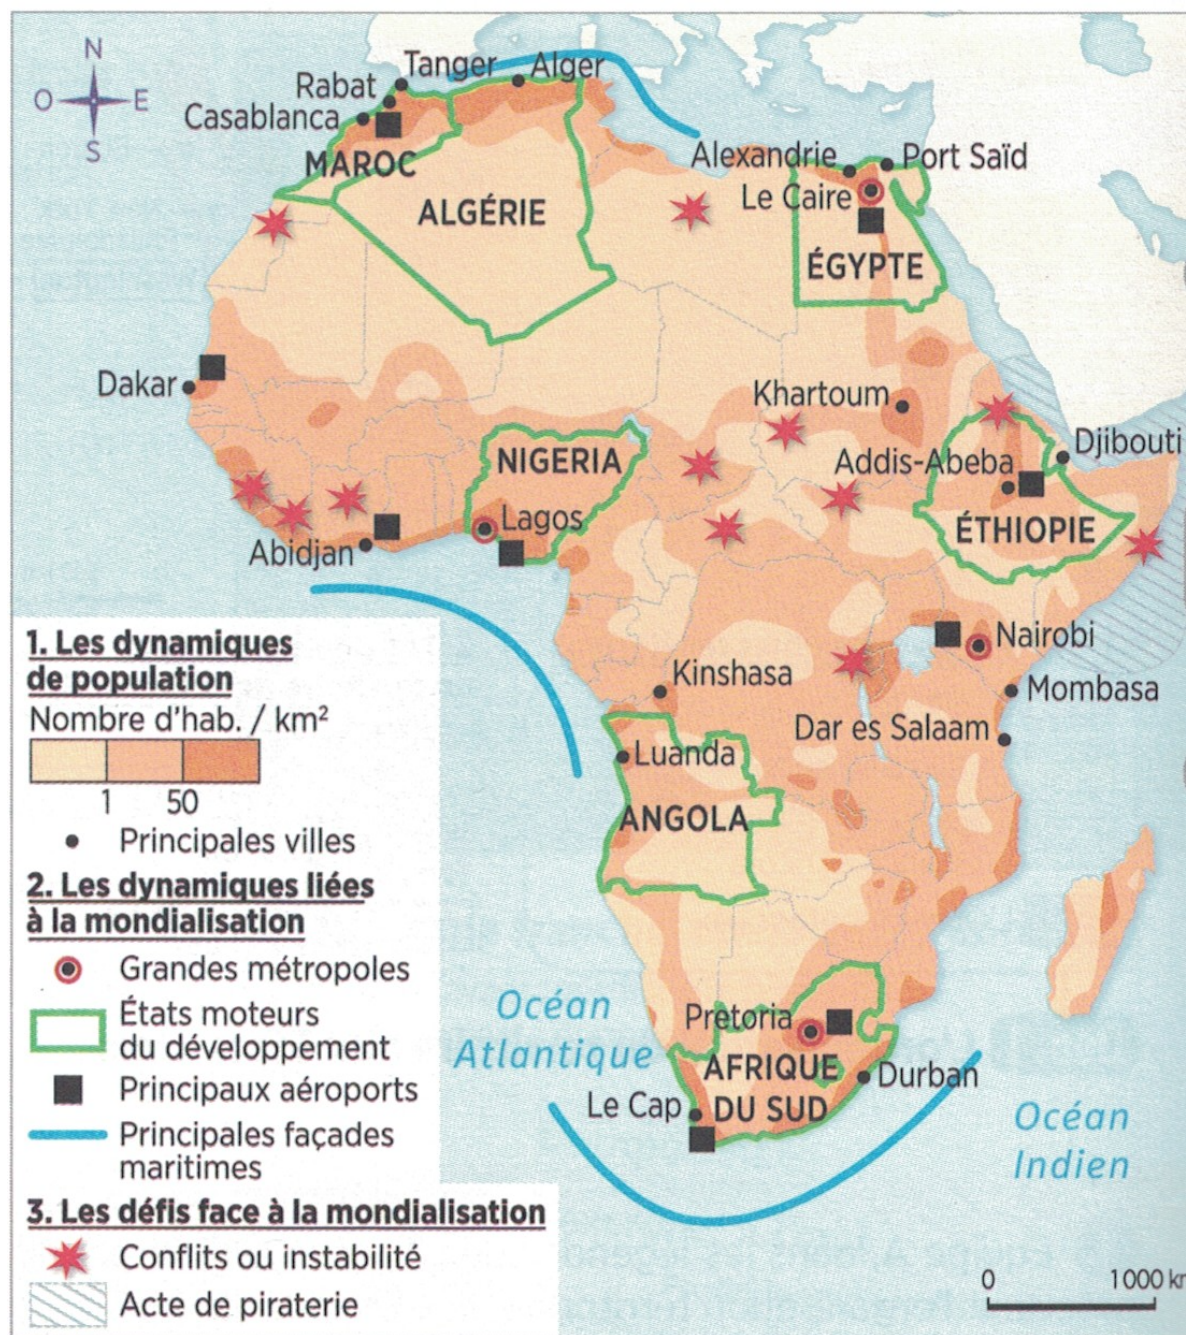 N
O
E
S
Tanger
Alger
Rabat
Casablanca
MAROC
ALGÉRIE
Alexandrie
Port Saïd
Le Caire
ÉGYPTE
Dakar
Khartoum
Djibouti
NIGERIA
Addis-Abeba
Lagos
ÉTHIOPIE
Abidjan
Nairobi
Kinshasa
Mombasa
Dar es Salaam
Luanda
ANGOLA
Océan
Atlantique
Pretoria
AFRIQUE
DU SUD
Durban
Le Cap
Océan
Indien
0
1000 km
1. Les dynamiques
de population
Nombre d'hab. / km²
1
50
Principales villes
2. Les dynamiques liées
à la mondialisation
Grandes métropoles
États moteurs
du développement
Principaux aéroports
Principales façades
maritimes
3. Les défis face à la mondialisation
Conflits ou instabilité
Acte de piraterie